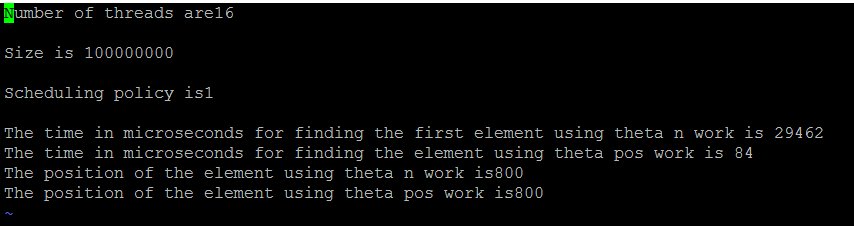 Number of threads are16
Size is 100000000
Scheduling policy is1
The time in microseconds for finding the first element using theta n work is 29462
The time in microseconds for finding the element using theta pos work is 84
The position of the element using theta n work is800
The position of the element using theta pos work is800
~